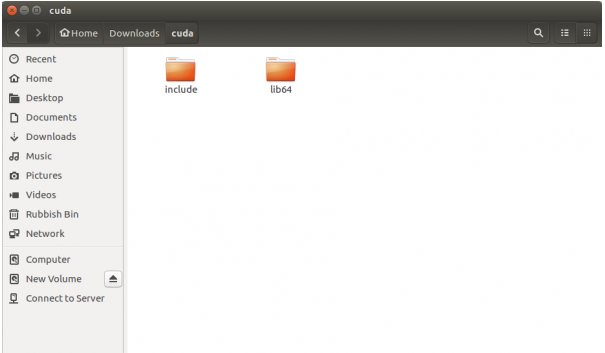 cuda
Home Downloads cuda
Recent
Home
Desktop
Documents
Downloads
Music
Pictures
Videos
Rubbish Bin
Network
Computer
New Volume
Connect to Server
include lib64